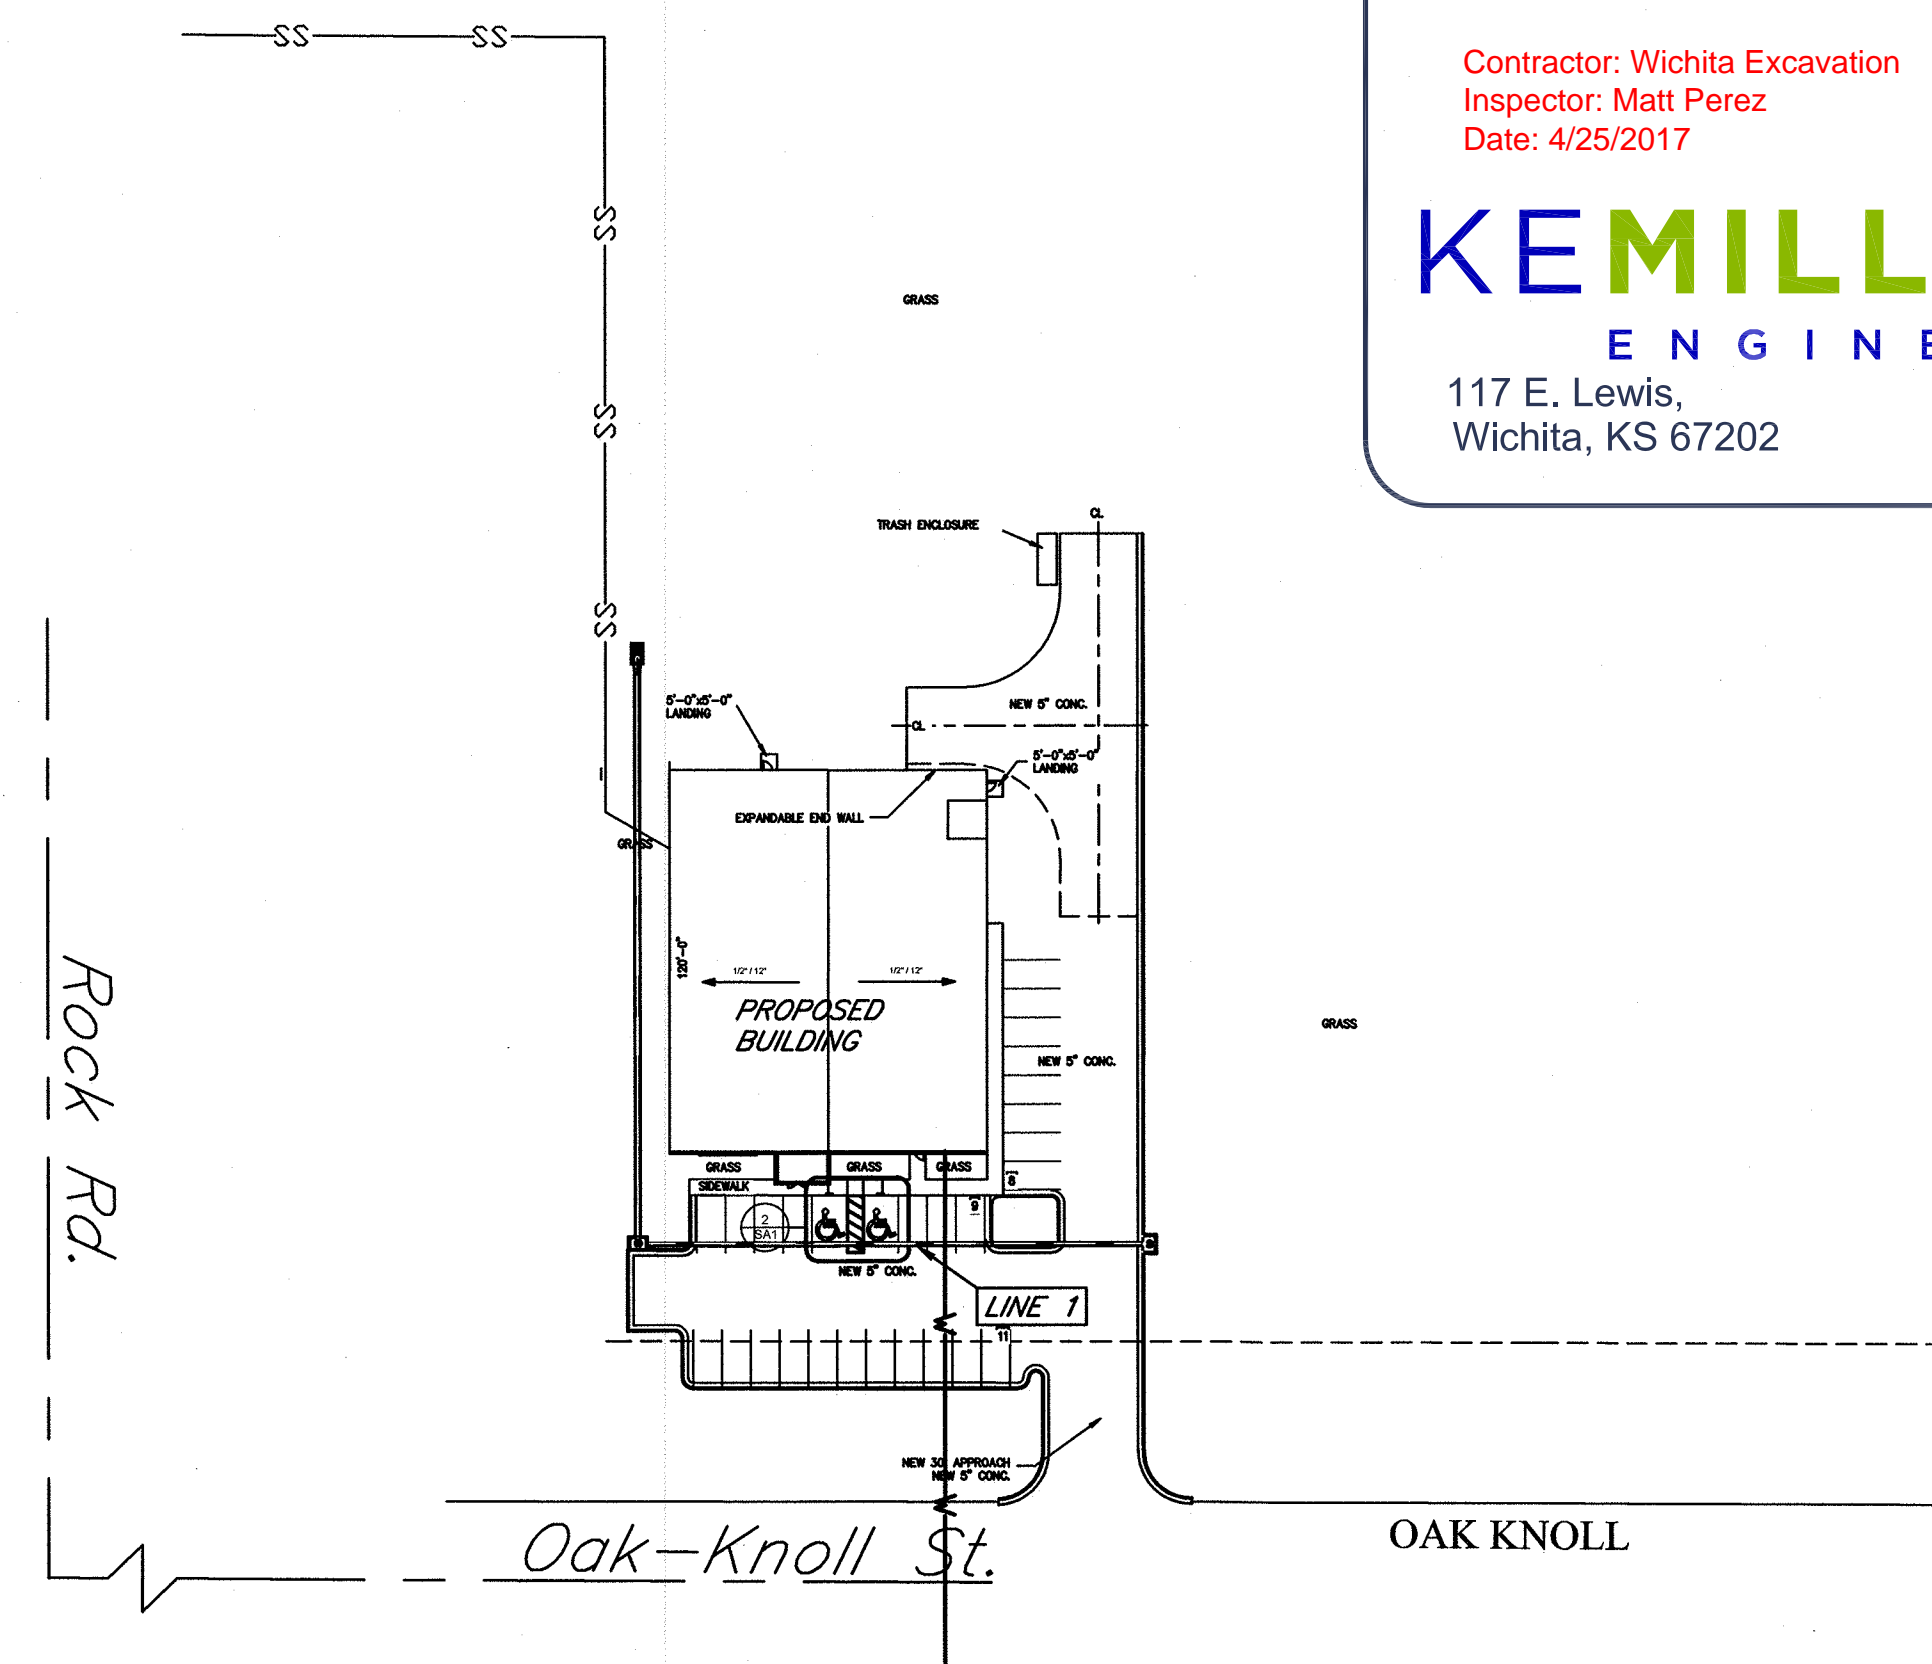 SS SS
Contractor: Wichita Excavation
Inspector: Matt Perez
Date: 4/25/2017
KEMILL
ENGINE
117 E. Lewis,
Wichita, KS 67202
SS
GRASS
SS
TRASH ENCLOSURE
CL
SS
5'-0"x5'-0"
LANDING
NEW 5" CONC.
CL
5'-0"x5'-0"
LANDING
EXPANDABLE END WALL
GRASS
120'-0"
1/2" / 12"
1/2" / 12"
PROPOSED
BUILDING
Rock Rd.
GRASS
NEW 5" CONC.
GRASS GRASS GRASS
SIDEWALK
8
9
2
SA1
NEW 5" CONC.
LINE 1
11
NEW 30' APPROACH
NEW 5" CONC.
Oak-Knoll St.
OAK KNOLL